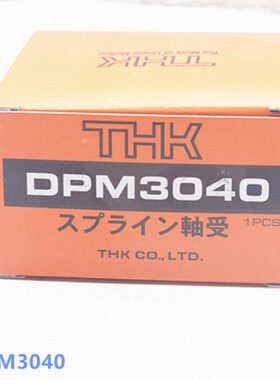 The Mark of Linear Motion
THK
THK
DPM3040
スプライン軸受
1PCS
THK CO., LTD.
M3040